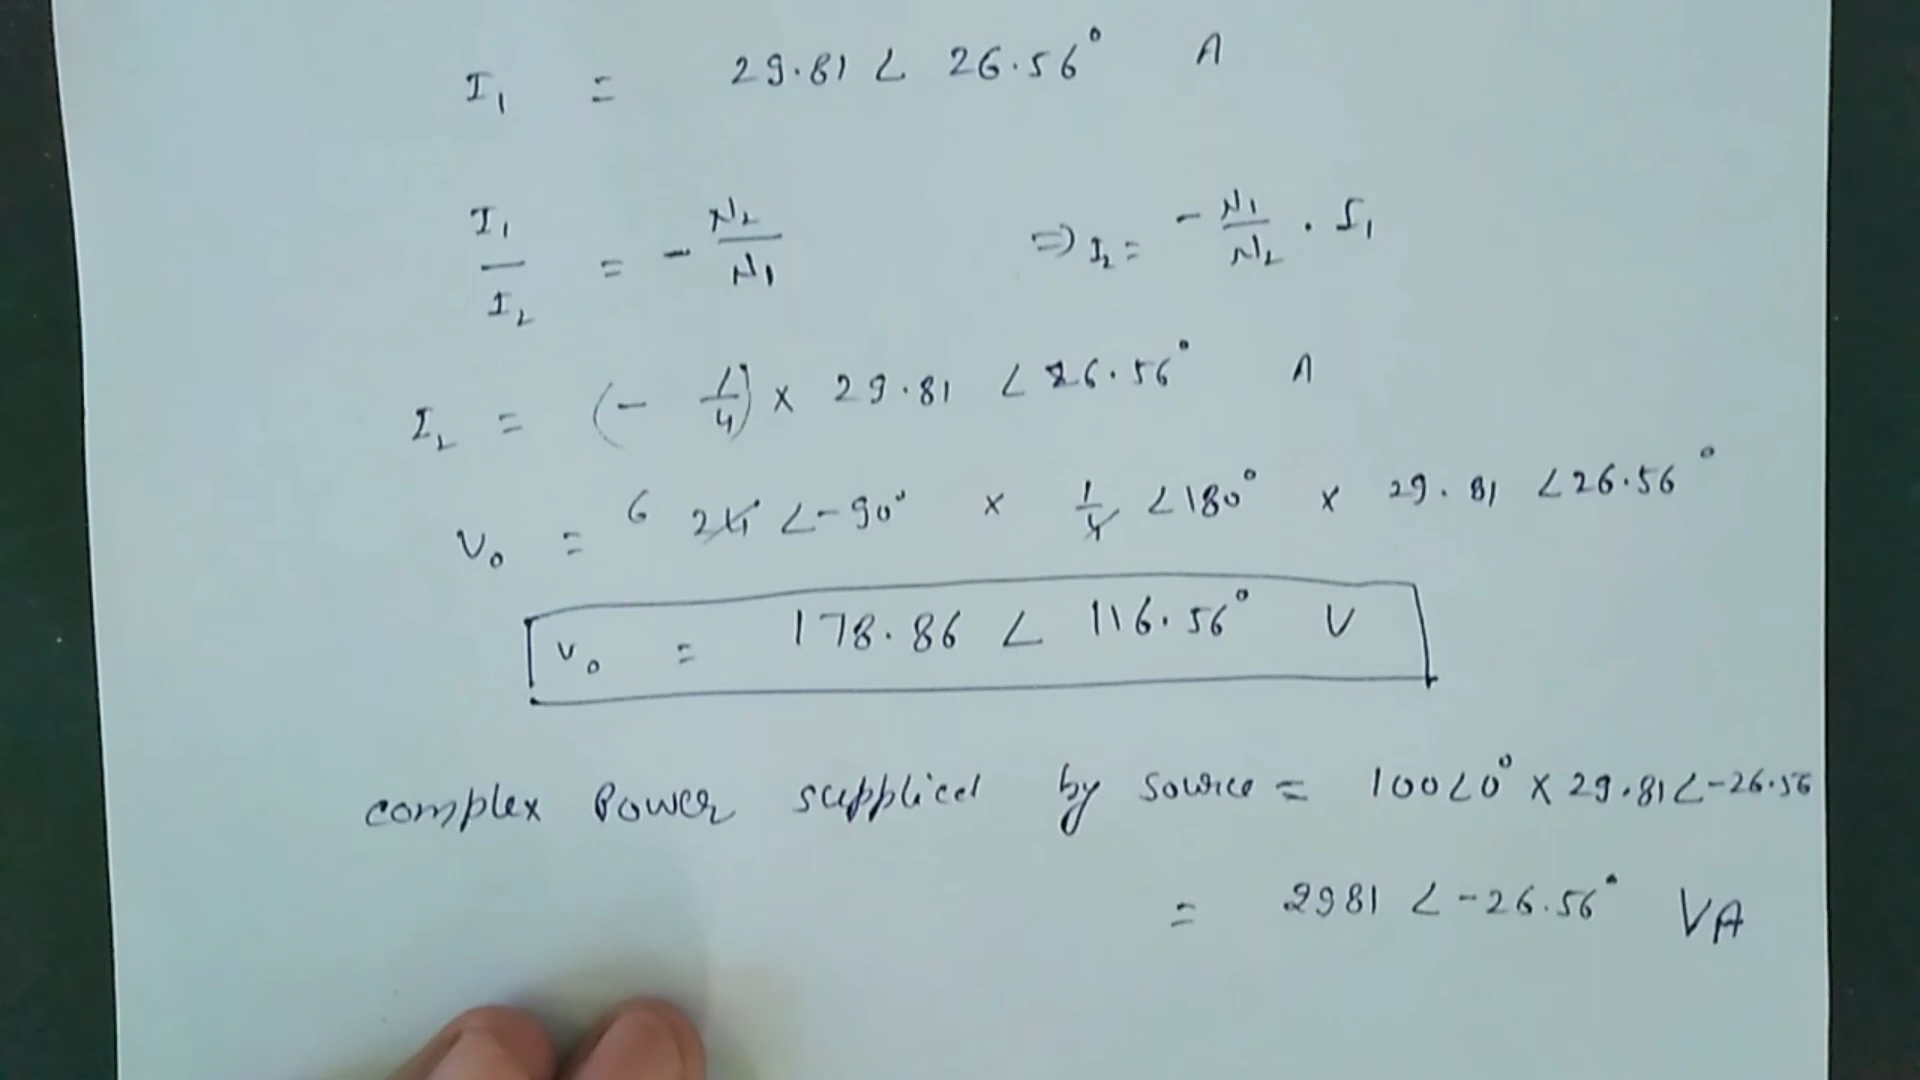 I₁ = 29.81 ∠ 26.56° A
I₁/I₂ = - N₂/N₁ ⇒ I₂ = - N₁/N₂ . I₁
I₂ = (- 1/4) × 29.81 ∠ 26.56° A
V₀ = 6 24 ∠-90° × 1/4 ∠180° × 29.81 ∠26.56°
V₀ = 178.86 ∠ 116.56° V
complex Power supplied by source = 100∠0° × 29.81∠-26.56
= 2981 ∠-26.56° VA